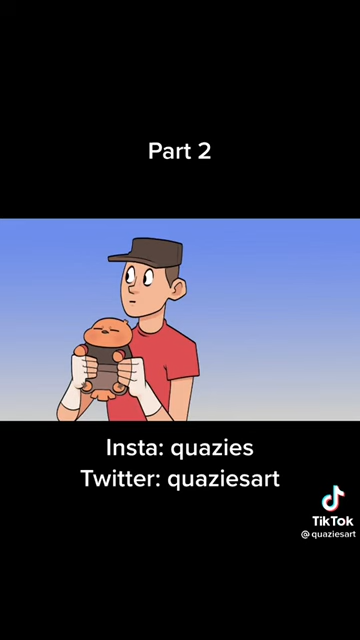 Part 2
Insta: quazies
Twitter: quaziesart
TikTok
@ quaziesart